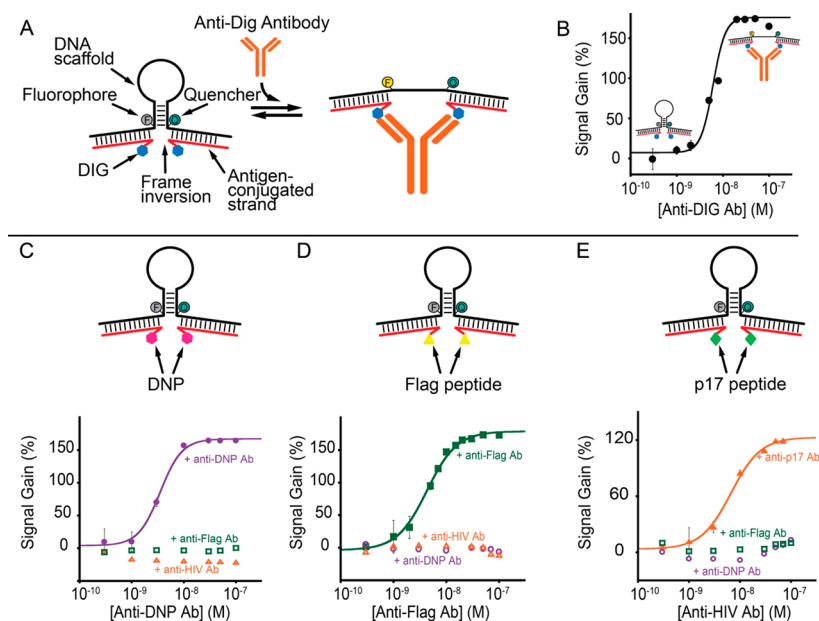 A
Anti-Dig Antibody
DNA
scaffold
Fluorophore
Quencher
F
Q
F
Q
DIG
Frame
inversion
Antigen-
conjugated
strand
B
Signal Gain (%)
150
100
50
0
10-10
10-9
10-8
10-7
[Anti-DIG Ab] (M)
C
F
Q
DNP
Signal Gain (%)
150
100
50
0
+ anti-DNP Ab
+ anti-Flag Ab
+ anti-HIV Ab
10-10
10-9
10-8
10-7
[Anti-DNP Ab] (M)
D
F
Q
Flag peptide
Signal Gain (%)
150
100
50
0
+ anti-Flag Ab
+ anti-HIV Ab
+ anti-DNP Ab
10-10
10-9
10-8
10-7
[Anti-Flag Ab] (M)
E
F
Q
p17 peptide
Signal Gain (%)
120
60
0
+ anti-p17 Ab
+ anti-Flag Ab
+ anti-DNP Ab
10-10
10-9
10-8
10-7
[Anti-HIV Ab] (M)